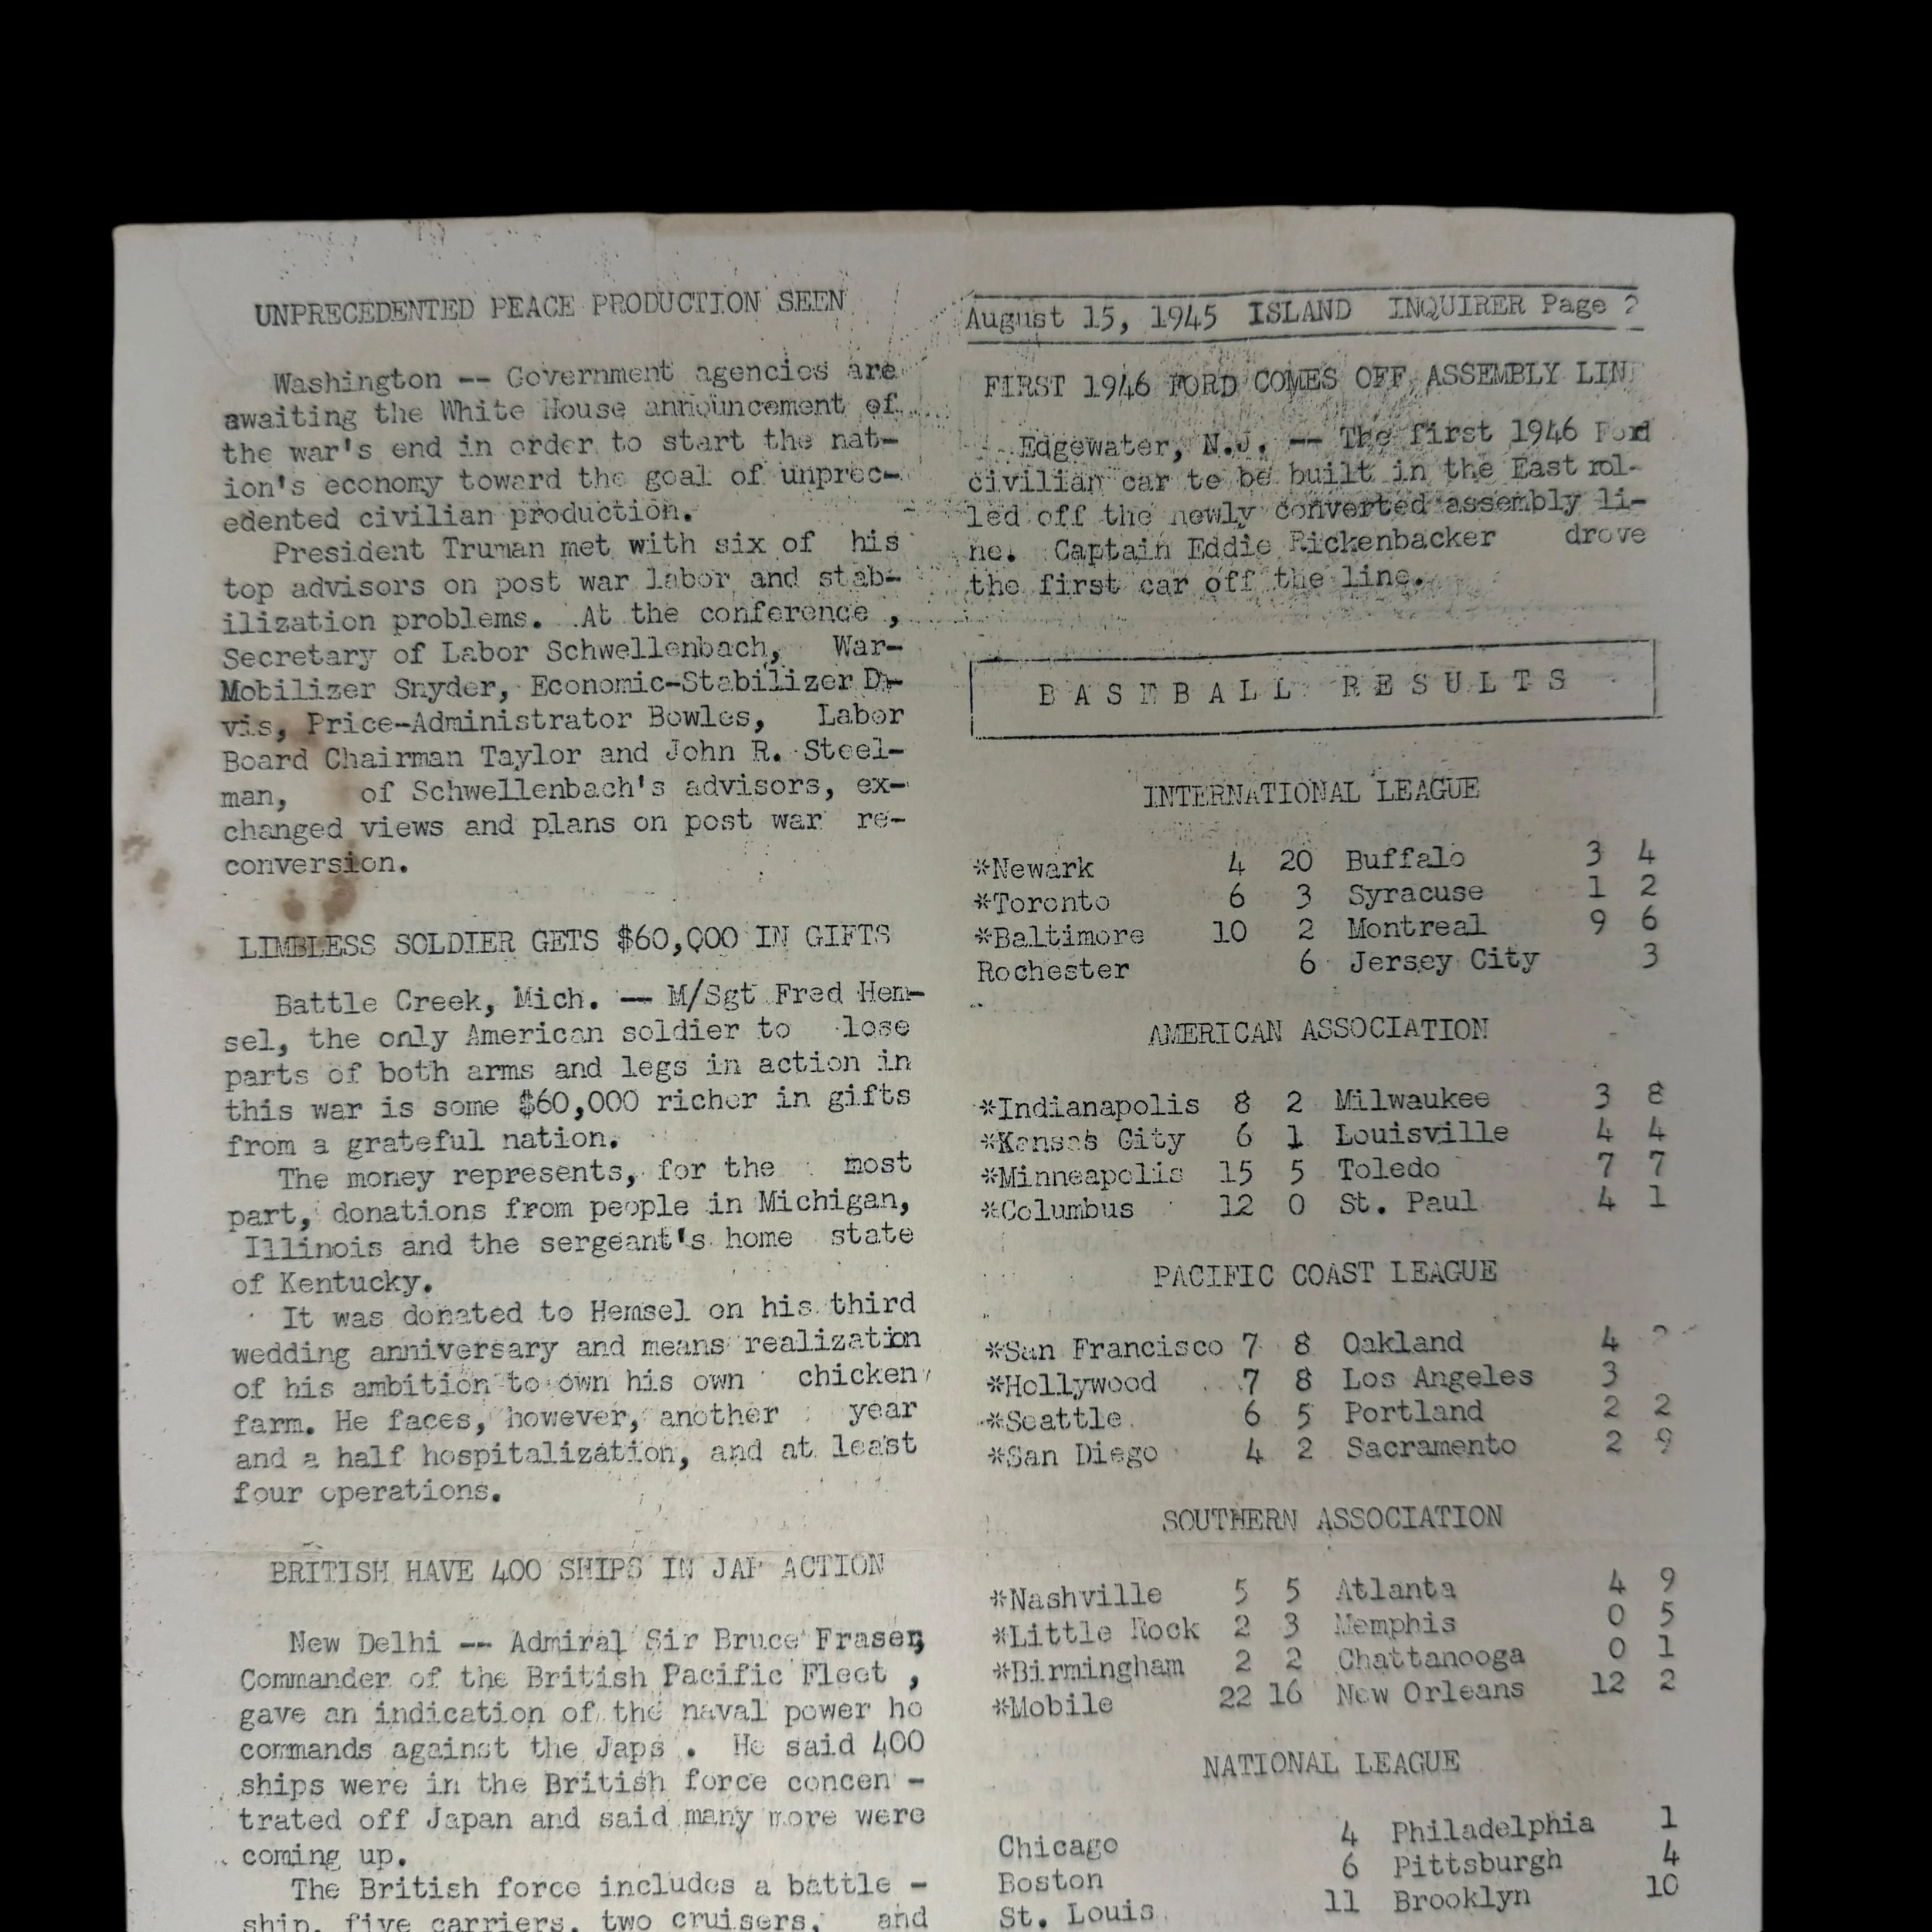 UNPRECEDENTED PEACE PRODUCTION SEEN
Washington -- Government agencies are
awaiting the White House announcement of
the war's end in order to start the nat-
ion's economy toward the goal of unprec-
edented civilian production.
President Truman met with six of his
top advisors on post war labor and stab-
ilization problems. At the conference ,
Secretary of Labor Schwellenbach, War-
Mobilizer Snyder, Economic-Stabilizer Da-
vis, Price-Administrator Bowles, Labor
Board Chairman Taylor and John R. Steel-
man, of Schwellenbach's advisors, ex-
changed views and plans on post war re-
conversion.
LIMBLESS SOLDIER GETS $60,000 IN GIFTS
Battle Creek, Mich. -- M/Sgt Fred Hem-
sel, the only American soldier to lose
parts of both arms and legs in action in
this war is some $60,000 richer in gifts
from a grateful nation.
The money represents, for the most
part, donations from people in Michigan,
Illinois and the sergeant's home state
of Kentucky.
It was donated to Hemsel on his third
wedding anniversary and means realization
of his ambition to own his own chicken
farm. He faces, however, another year
and a half hospitalization, and at least
four operations.
BRITISH HAVE 400 SHIPS IN JAP ACTION
New Delhi -- Admiral Sir Bruce Fraser,
Commander of the British Pacific Fleet ,
gave an indication of the naval power he
commands against the Japs . He said 400
ships were in the British force concen -
trated off Japan and said many more were
coming up.
The British force includes a battle -
ship, five carriers, two cruisers, and
August 15, 1945 ISLAND INQUIRER Page 2
FIRST 1946 FORD COMES OFF ASSEMBLY LINE
Edgewater, N.J. -- The first 1946 Ford
civilian car to be built in the East rol-
led off the newly converted assembly li-
ne. Captain Eddie Rickenbacker drove
the first car off the line.
BASEBALL RESULTS
INTERNATIONAL LEAGUE
*Newark 4 20 Buffalo 3 4
*Toronto 6 3 Syracuse 1 2
*Baltimore 10 2 Montreal 9 6
Rochester 6 Jersey City 3
AMERICAN ASSOCIATION
*Indianapolis 8 2 Milwaukee 3 8
*Kansas City 6 1 Louisville 4 4
*Minneapolis 15 5 Toledo 7 7
*Columbus 12 0 St. Paul 4 1
PACIFIC COAST LEAGUE
*San Francisco 7 8 Oakland 4
*Hollywood 7 8 Los Angeles 3
*Seattle 6 5 Portland 2 2
*San Diego 4 2 Sacramento 2 9
SOUTHERN ASSOCIATION
*Nashville 5 5 Atlanta 4 9
*Little Rock 2 3 Memphis 0 5
*Birmingham 2 2 Chattanooga 0 1
*Mobile 22 16 New Orleans 12 2
NATIONAL LEAGUE
Chicago 4 Philadelphia 1
Boston 6 Pittsburgh 4
St. Louis 11 Brooklyn 10